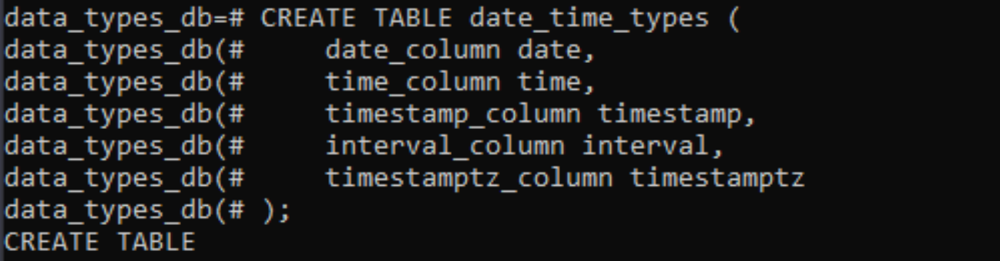 data_types_db=# CREATE TABLE date_time_types (
data_types_db(#     date_column date,
data_types_db(#     time_column time,
data_types_db(#     timestamp_column timestamp,
data_types_db(#     interval_column interval,
data_types_db(#     timestamptz_column timestamptz
data_types_db(# );
CREATE TABLE